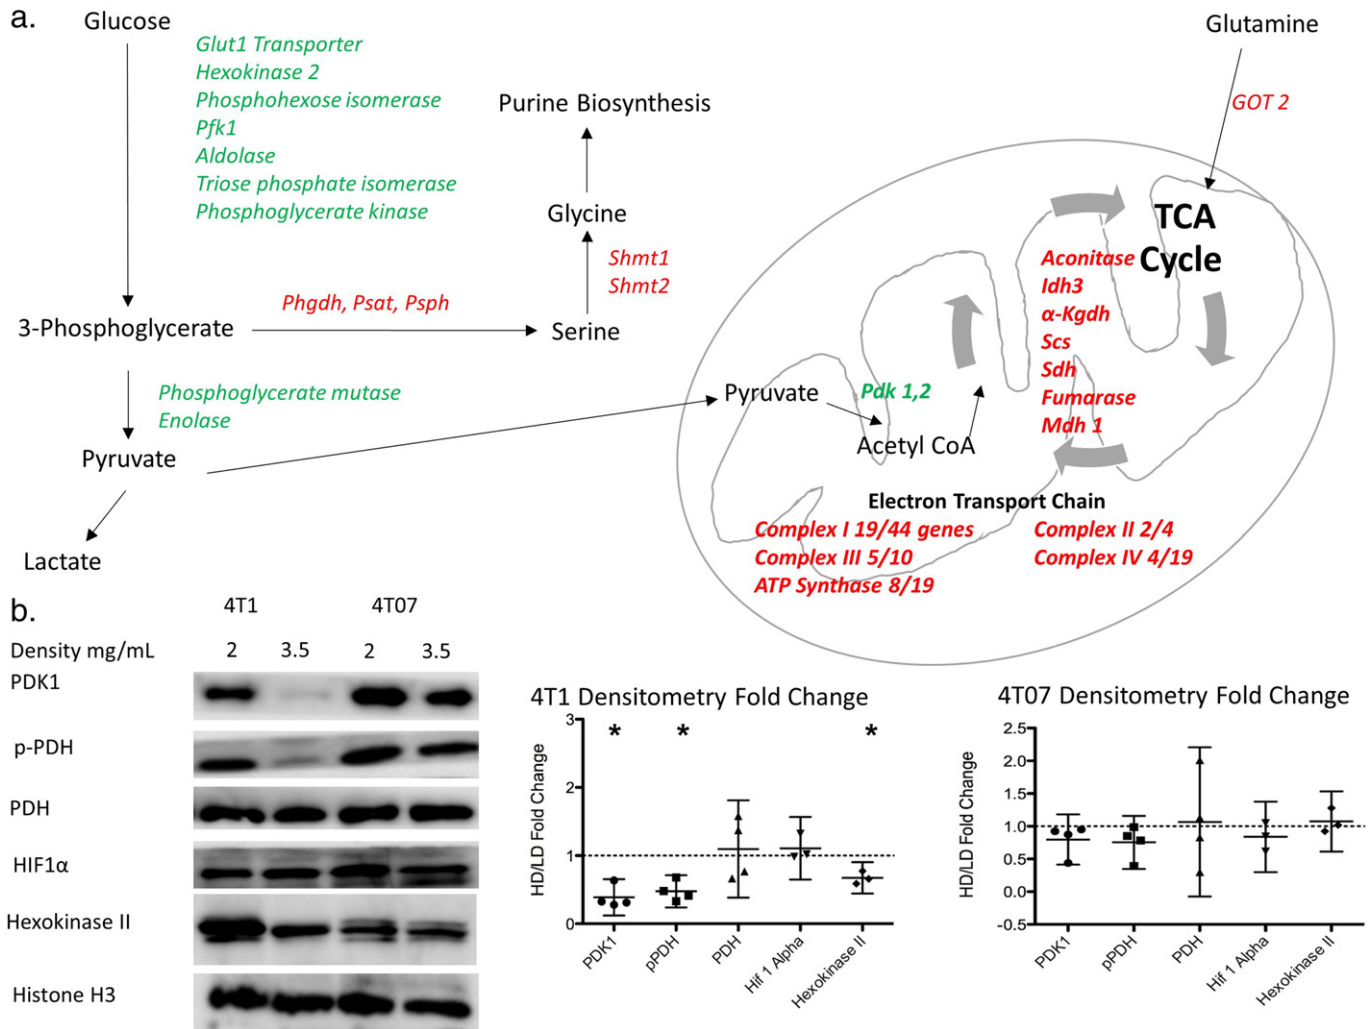 a.
Glucose
Glut1 Transporter
Hexokinase 2
Phosphohexose isomerase
Pfk1
Aldolase
Triose phosphate isomerase
Phosphoglycerate kinase
Purine Biosynthesis
Glycine
Shmt1
Shmt2
Phgdh, Psat, Psph
3-Phosphoglycerate
Serine
Phosphoglycerate mutase
Enolase
Pyruvate
Lactate
Glutamine
GOT 2
TCA
Cycle
Aconitase
Idh3
α-Kgdh
Scs
Sdh
Fumarase
Mdh 1
Pyruvate
Pdk 1,2
Acetyl CoA
Electron Transport Chain
Complex I 19/44 genes
Complex II 2/4
Complex III 5/10
Complex IV 4/19
ATP Synthase 8/19
b.
4T1 4T07
Density mg/mL 2 3.5 2 3.5
PDK1
p-PDH
PDH
HIF1α
Hexokinase II
Histone H3
4T1 Densitometry Fold Change
HD/LD Fold Change
3
2
1
0
* * *
PDK1
pPDH
PDH
Hif 1 Alpha
Hexokinase II
4T07 Densitometry Fold Change
HD/LD Fold Change
2.5
2.0
1.5
1.0
0.5
0.0
-0.5
PDK1
pPDH
PDH
Hif 1 Alpha
Hexokinase II